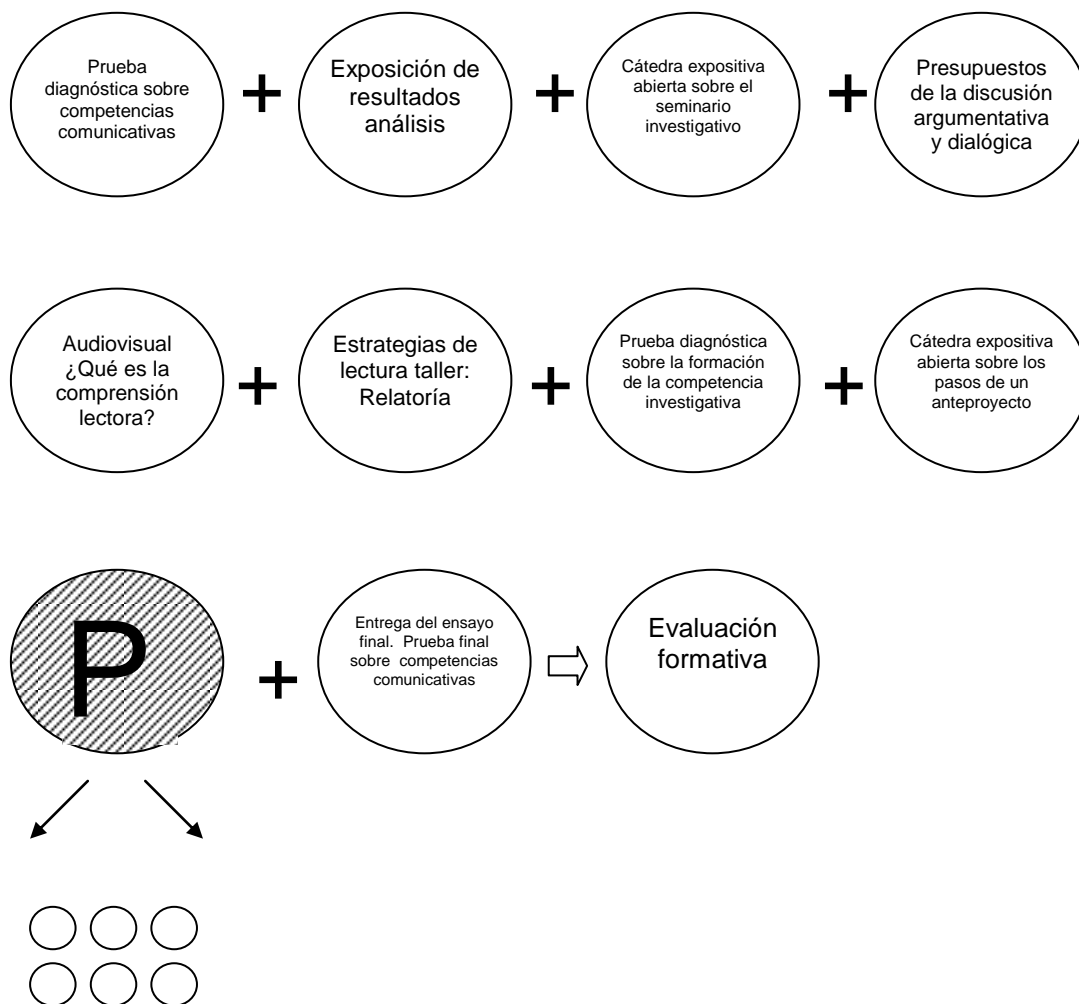 Prueba
diagnóstica sobre
competencias
comunicativas
+
Exposición de
resultados
análisis
+
Cátedra expositiva
abierta sobre el
seminario
investigativo
+
Presupuestos
de la discusión
argumentativa
y dialógica
Audiovisual
¿Qué es la
comprensión
lectora?
+
Estrategias de
lectura taller:
Relatoría
+
Prueba diagnóstica
sobre la formación
de la competencia
investigativa
+
Cátedra expositiva
abierta sobre los
pasos de un
anteproyecto
P
+
Entrega del ensayo
final. Prueba final
sobre competencias
comunicativas
Evaluación
formativa